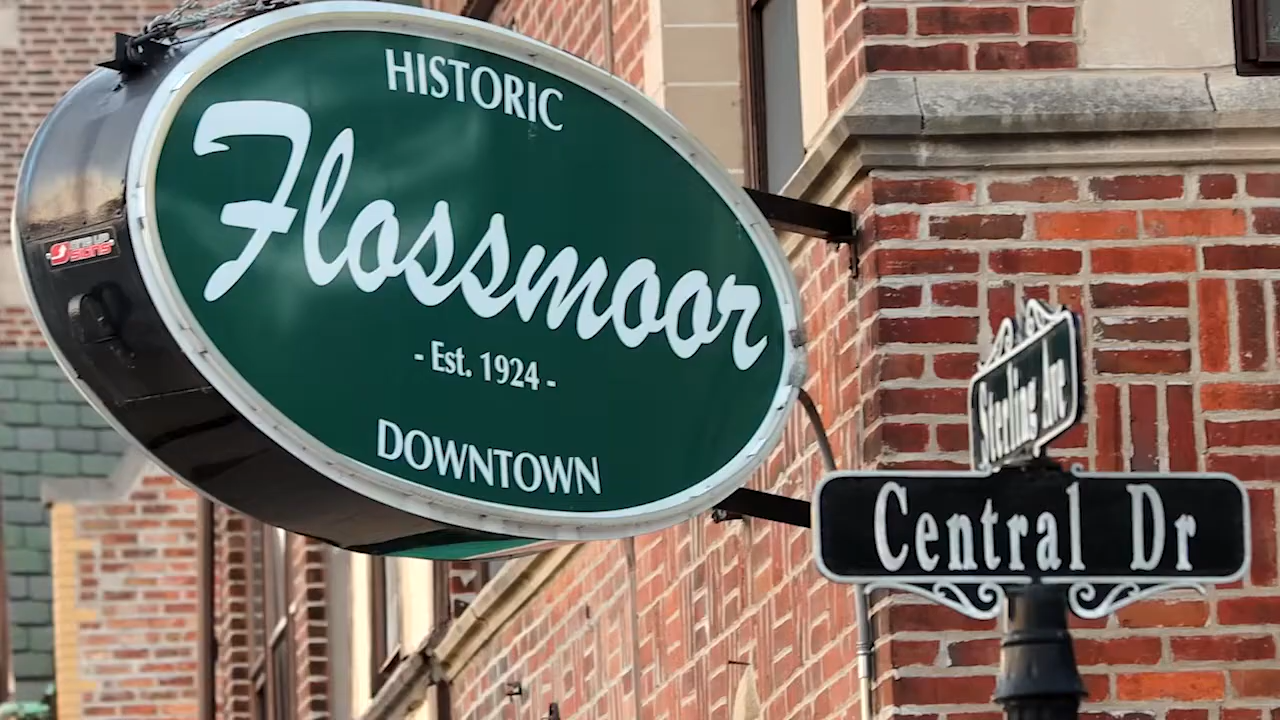 HISTORIC
Flossmoor
- Est. 1924 -
DOWNTOWN
Sterling Ave
Central Dr